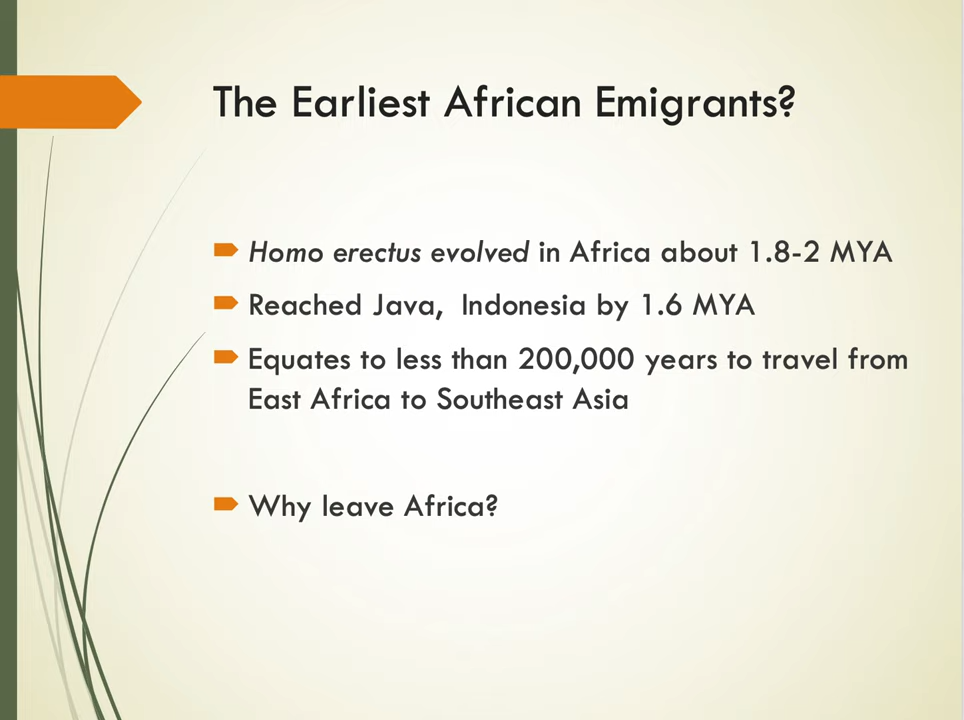 The Earliest African Emigrants?
Homo erectus evolved in Africa about 1.8-2 MYA
Reached Java,  Indonesia by 1.6 MYA
Equates to less than 200,000 years to travel from
East Africa to Southeast Asia
Why leave Africa?